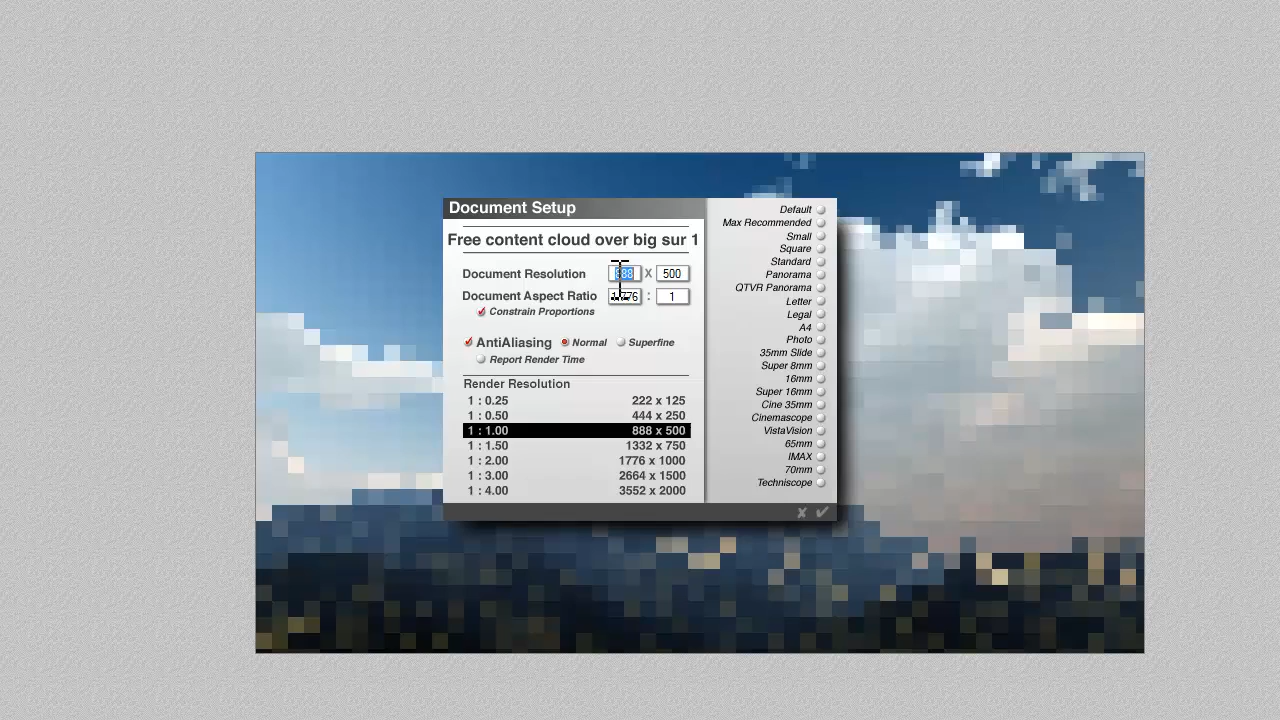 Document Setup
Free content cloud over big sur 1
Document Resolution 888 X 500
Document Aspect Ratio 1.776 : 1
Constrain Proportions
AntiAliasing Normal Superfine
Report Render Time
Render Resolution
1 : 0.25 222 x 125
1 : 0.50 444 x 250
1 : 1.00 888 x 500
1 : 1.50 1332 x 750
1 : 2.00 1776 x 1000
1 : 3.00 2664 x 1500
1 : 4.00 3552 x 2000
Default
Max Recommended
Small
Square
Standard
Panorama
QTVR Panorama
Letter
Legal
A4
Photo
35mm Slide
Super 8mm
16mm
Super 16mm
Cine 35mm
Cinemascope
VistaVision
65mm
IMAX
70mm
Techniscope